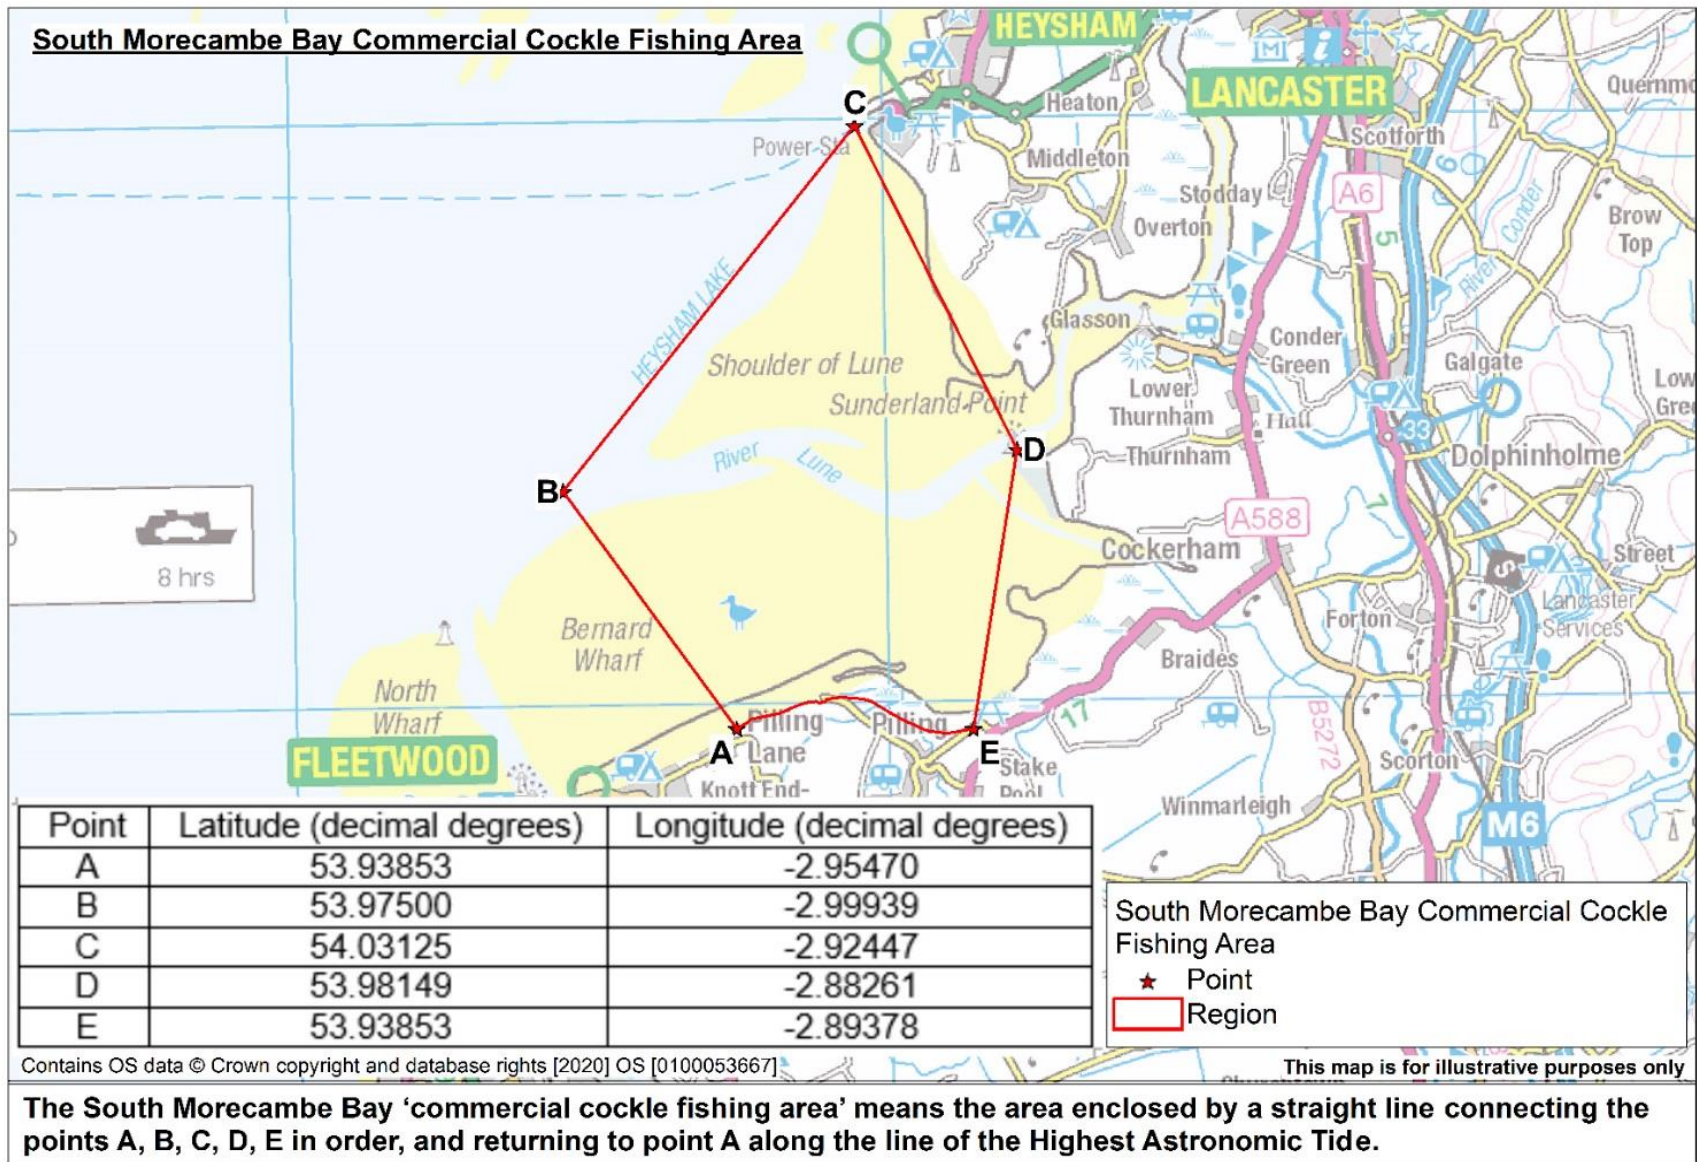 South Morecambe Bay Commercial Cockle Fishing Area
HEYSHAM
LANCASTER
C
Heaton
Scotforth
Power Sta
Middleton
Stodday
A6
Overton
5
River Conder
Brow
Top
HEYSHAM LAKE
Glasson
Conder
Green
Galgate
Shoulder of Lune
Sunderland Point
Lower
Thurnham
Hall
33
River Lune
D
Thurnham
Dolphinholme
B
7
A588
Cockerham
Street
S
8 hrs
Lancaster
Services
Forton
Bernard
Wharf
Braides
North
Wharf
A
Pilling
Lane
Pilling
E
17
B5272
Stake
Pool
Scorton
FLEETWOOD
Knott End-
Winmarleigh
M6
Point Latitude (decimal degrees) Longitude (decimal degrees)
A 53.93853 -2.95470
B 53.97500 -2.99939
C 54.03125 -2.92447
D 53.98149 -2.88261
E 53.93853 -2.89378
South Morecambe Bay Commercial Cockle
Fishing Area
Point
Region
Contains OS data © Crown copyright and database rights [2020] OS [0100053667]
This map is for illustrative purposes only
The South Morecambe Bay ‘commercial cockle fishing area’ means the area enclosed by a straight line connecting the
points A, B, C, D, E in order, and returning to point A along the line of the Highest Astronomic Tide.